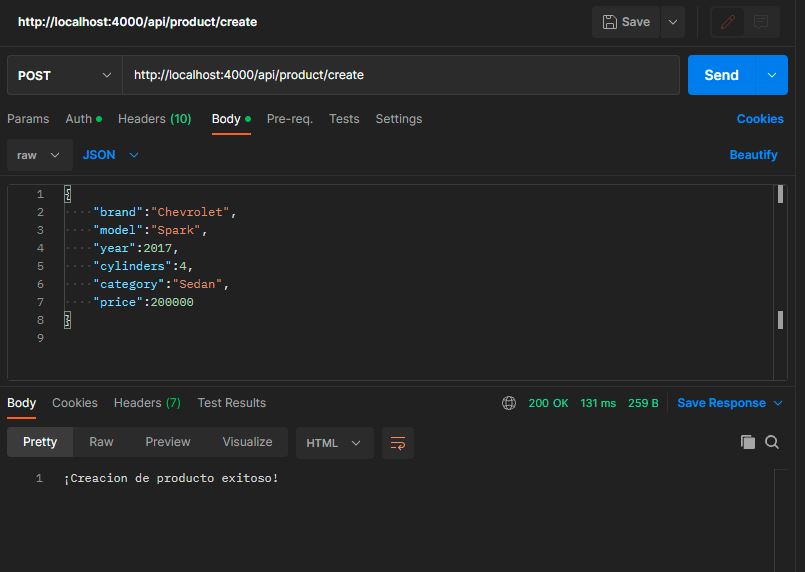 http://localhost:4000/api/product/create
Save
POST http://localhost:4000/api/product/create Send
Params Auth Headers (10) Body Pre-req. Tests Settings Cookies
raw JSON Beautify
1 {
2 "brand":"Chevrolet",
3 "model":"Spark",
4 "year":2017,
5 "cylinders":4,
6 "category":"Sedan",
7 "price":200000
8 }
9
Body Cookies Headers (7) Test Results 200 OK 131 ms 259 B Save Response
Pretty Raw Preview Visualize HTML
1 ¡Creacion de producto exitoso!